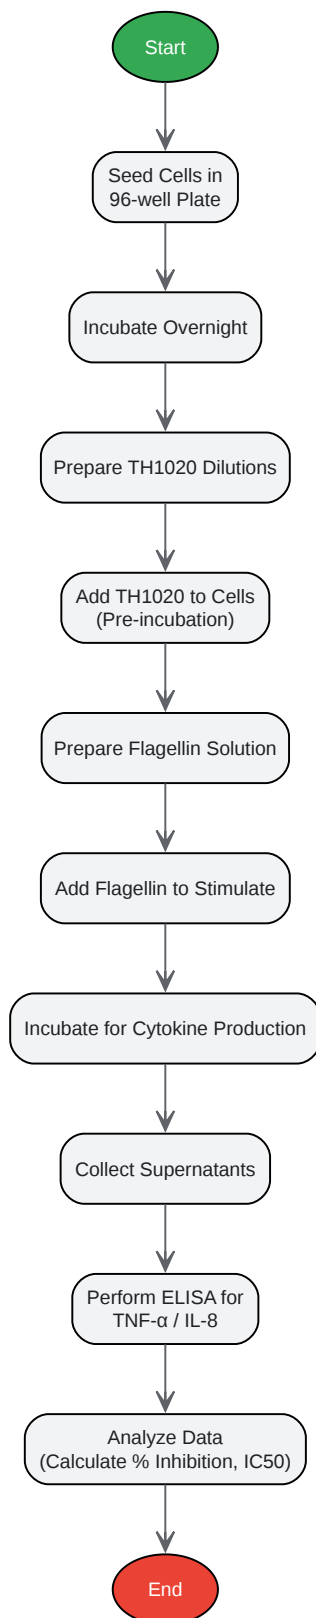 Start
Seed Cells in
96-well Plate
Incubate Overnight
Prepare TH1020 Dilutions
Add TH1020 to Cells
(Pre-incubation)
Prepare Flagellin Solution
Add Flagellin to Stimulate
Incubate for Cytokine Production
Collect Supernatants
Perform ELISA for
TNF-α / IL-8
Analyze Data
(Calculate % Inhibition, IC50)
End